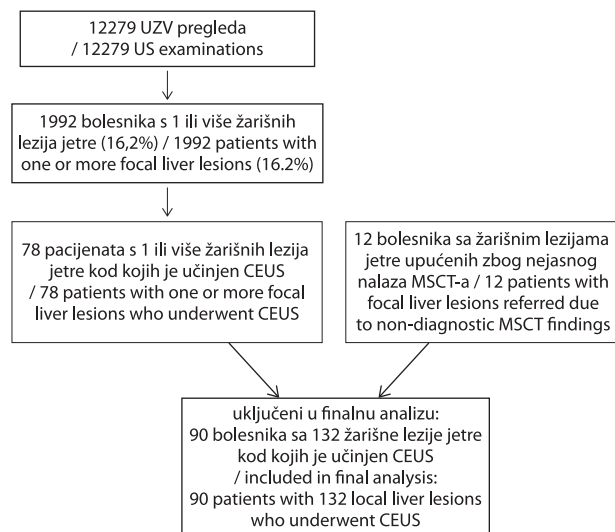 12279 UZV pregleda
/ 12279 US examinations
1992 bolesnika s 1 ili više žarišnih
lezija jetre (16,2%) / 1992 patients with
one or more focal liver lesions (16.2%)
78 pacijenata s 1 ili više žarišnih lezija
jetre kod kojih je učinjen CEUS
/ 78 patients with one or more focal
liver lesions who underwent CEUS
12 bolesnika sa žarišnim lezijama
jetre upućenih zbog nejasnog
nalaza MSCT-a / 12 patients with
focal liver lesions referred due
to non-diagnostic MSCT findings
uključeni u finalnu analizu:
90 bolesnika sa 132 žarišne lezije jetre
kod kojih je učinjen CEUS
/ included in final analysis:
90 patients with 132 local liver lesions
who underwent CEUS